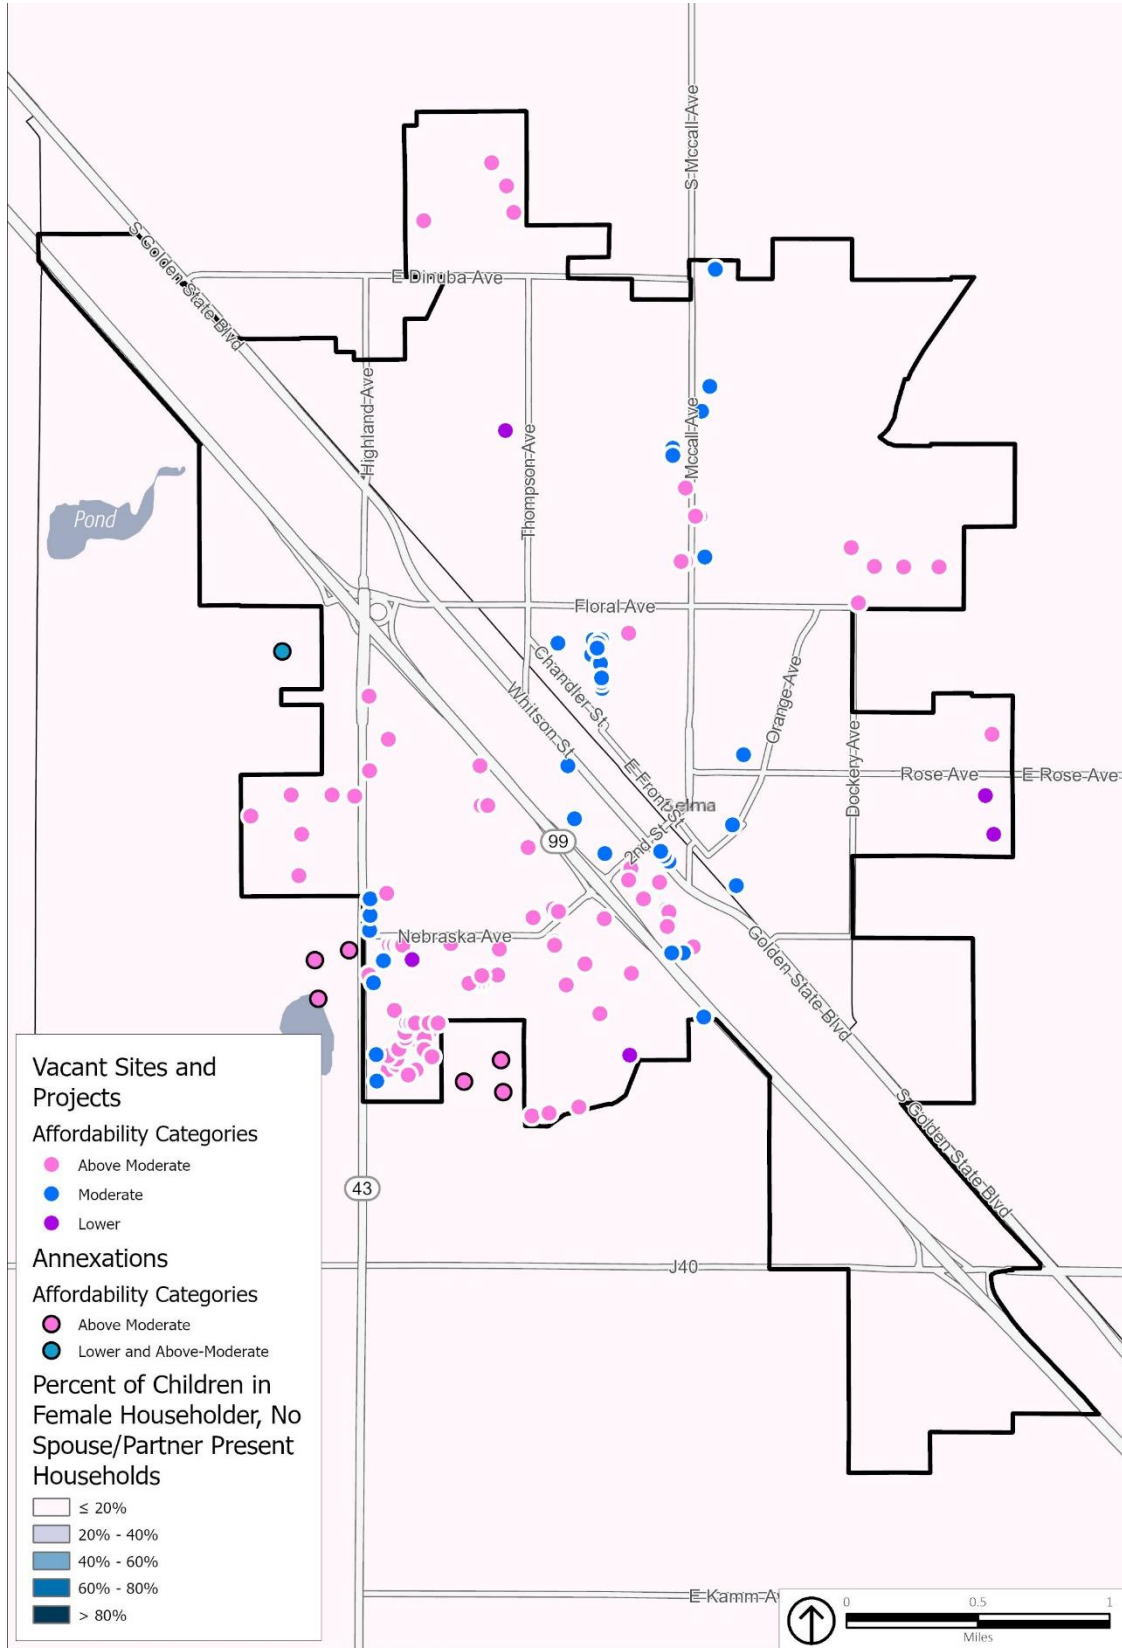 S Mccall Ave
S Golden State Blvd
E Dinuba Ave
Highland Ave
Thompson Ave
Mccall Ave
Pond
Floral Ave
Chandler St
Whitson St
Orange Ave
E Front St
Dockery Ave
Rose Ave
E Rose Ave
Selma
99
2nd St
Nebraska Ave
Golden State Blvd
S Golden State Blvd
43
J40
E Kamm Av
Vacant Sites and
Projects
Affordability Categories
Above Moderate
Moderate
Lower
Annexations
Affordability Categories
Above Moderate
Lower and Above-Moderate
Percent of Children in
Female Householder, No
Spouse/Partner Present
Households
≤ 20%
20% - 40%
40% - 60%
60% - 80%
> 80%
0 0.5 1
Miles